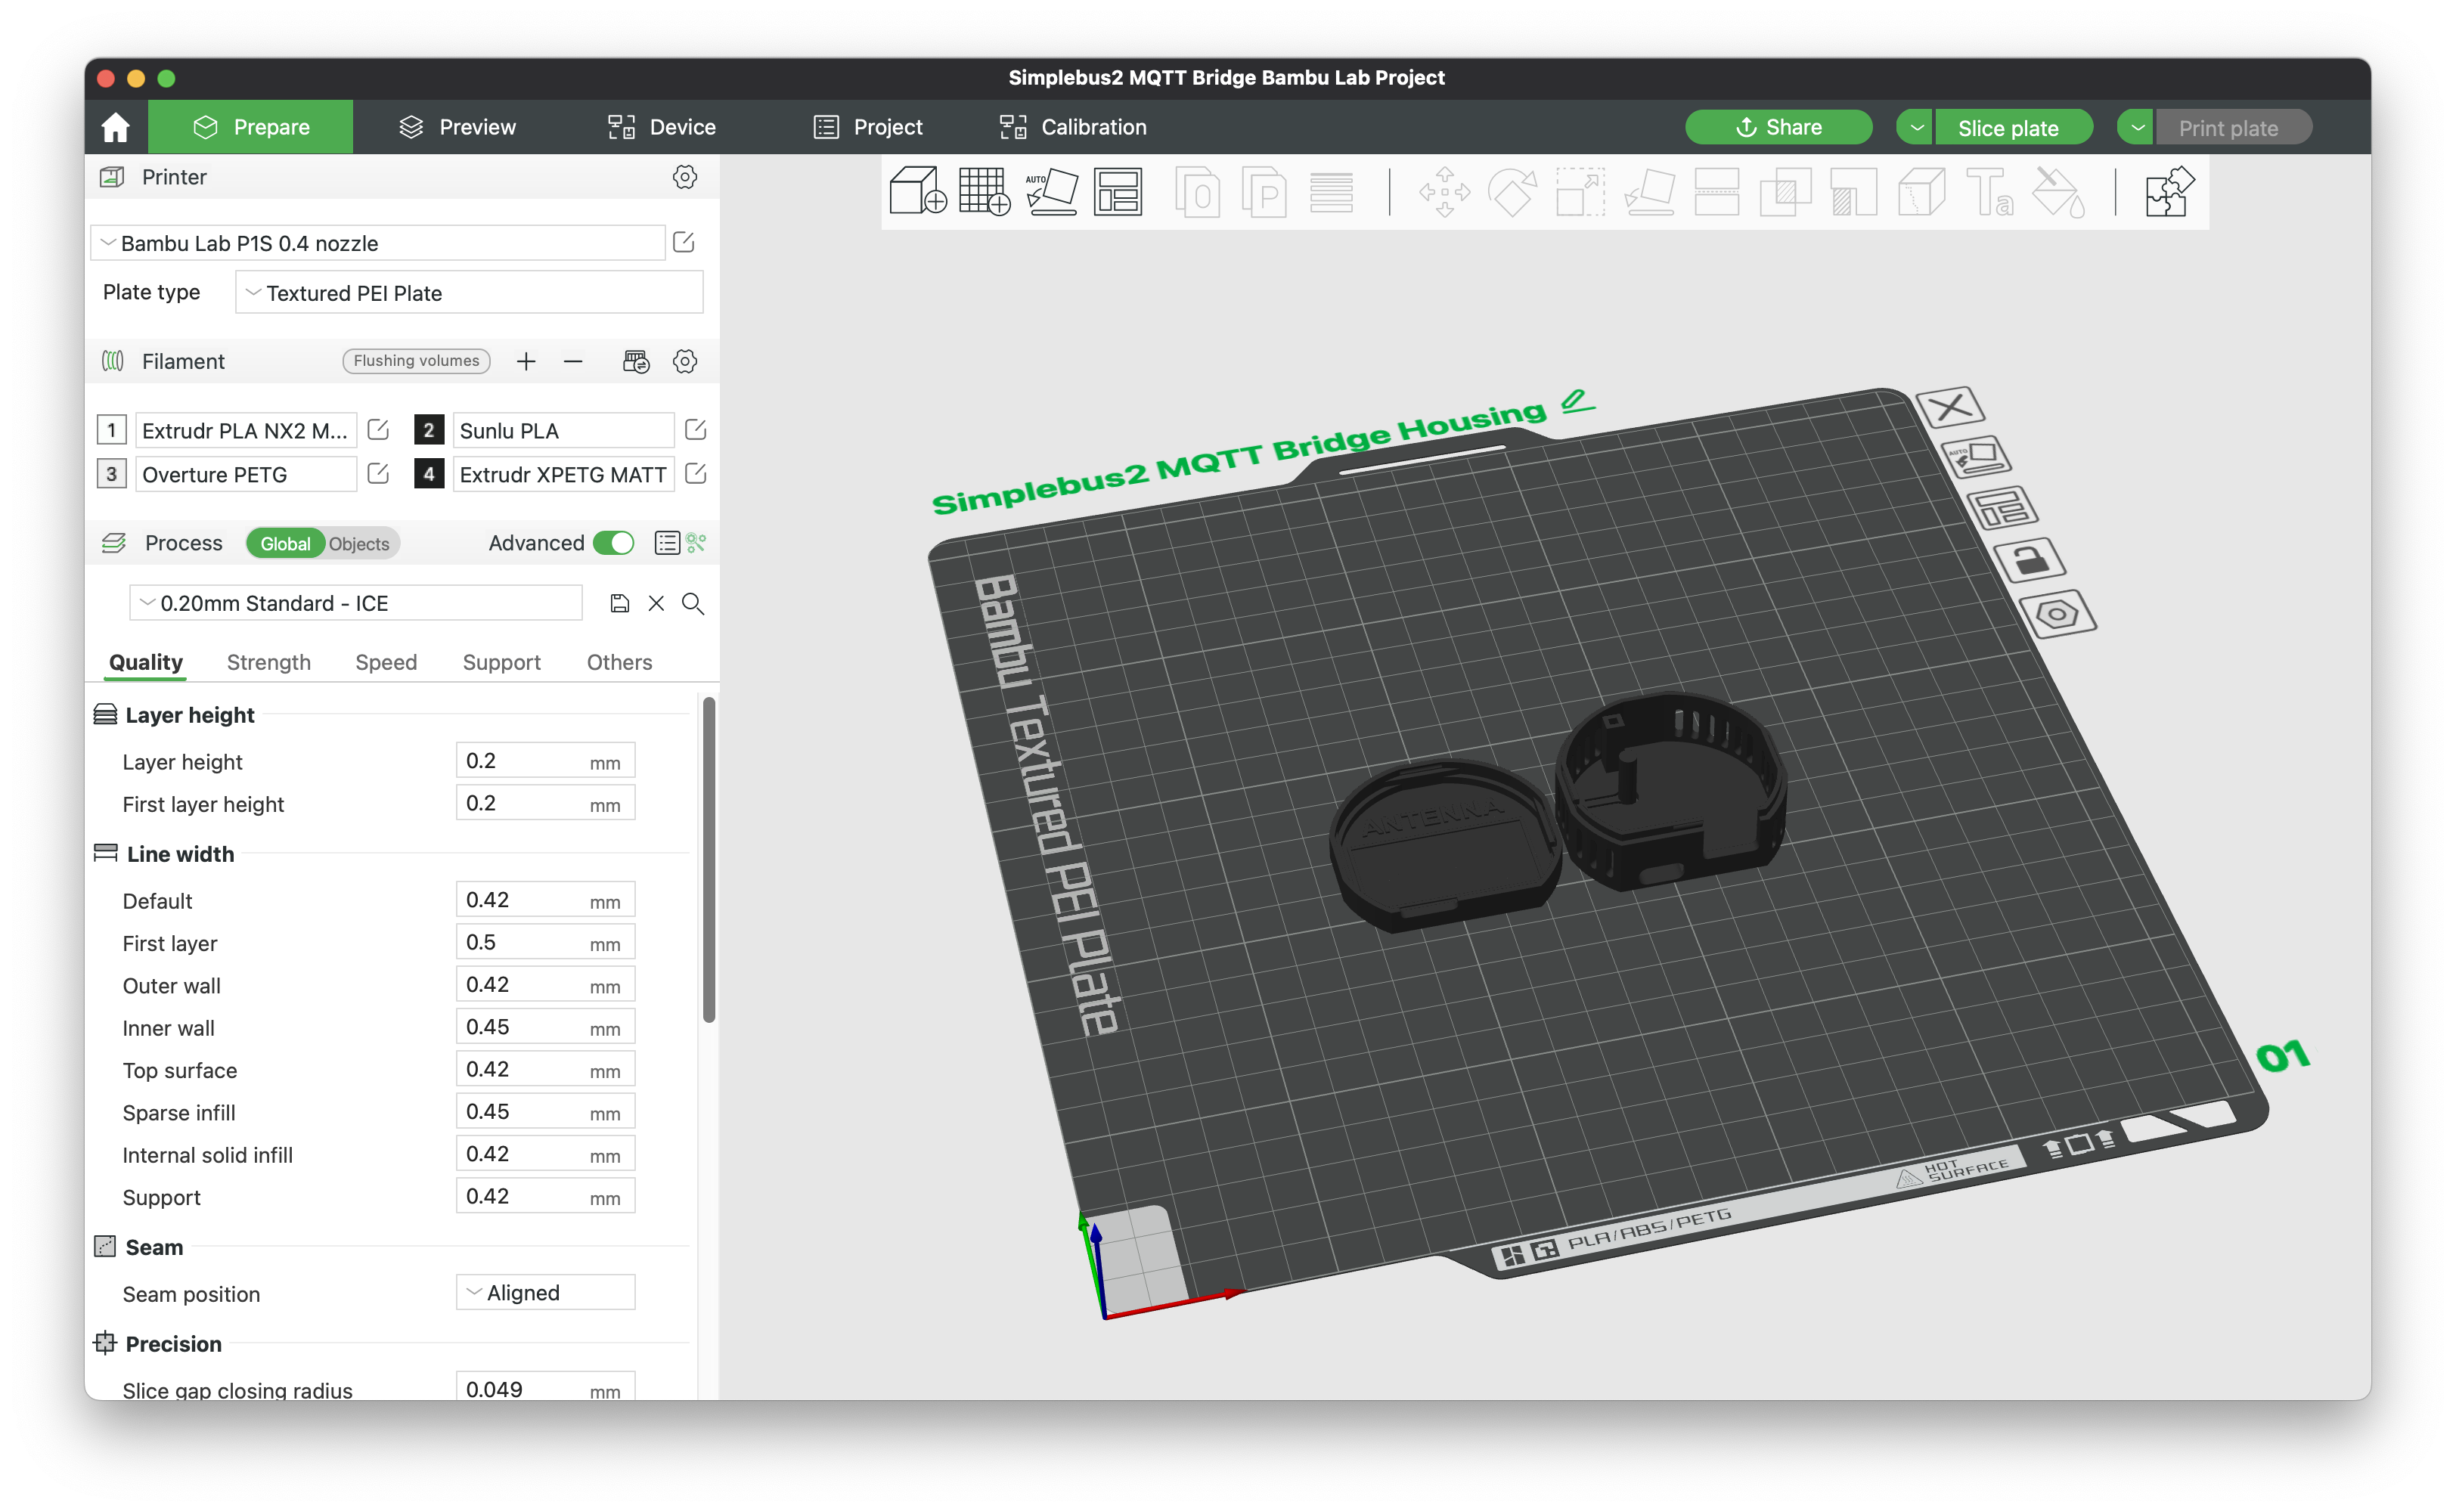 Simplebus2 MQTT Bridge Bambu Lab Project
Prepare
Preview
Device
Project
Calibration
Share
Slice plate
Print plate
Printer
Bambu Lab P1S 0.4 nozzle
Plate type
Textured PEI Plate
Filament
Flushing volumes
1 Extrudr PLA NX2 M...
2 Sunlu PLA
3 Overture PETG
4 Extrudr XPETG MATT
Process
Global
Objects
Advanced
0.20mm Standard - ICE
Quality
Strength
Speed
Support
Others
Layer height
Layer height 0.2 mm
First layer height 0.2 mm
Line width
Default 0.42 mm
First layer 0.5 mm
Outer wall 0.42 mm
Inner wall 0.45 mm
Top surface 0.42 mm
Sparse infill 0.45 mm
Internal solid infill 0.42 mm
Support 0.42 mm
Seam
Seam position Aligned
Precision
Slice gap closing radius 0.049 mm
AUTO
O
P
Ta
Simplebus2 MQTT Bridge Housing
AUTO
Bambu Textured PEI Plate
ANTENNA
01
HOT
SURFACE
PLA/ABS/PETG